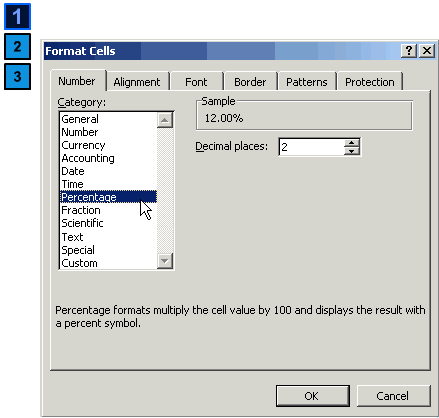 1
2
3
Format Cells
Number Alignment Font Border Patterns Protection
Category:
General
Number
Currency
Accounting
Date
Time
Percentage
Fraction
Scientific
Text
Special
Custom
Sample
12.00%
Decimal places: 2
Percentage formats multiply the cell value by 100 and displays the result with
a percent symbol.
OK Cancel